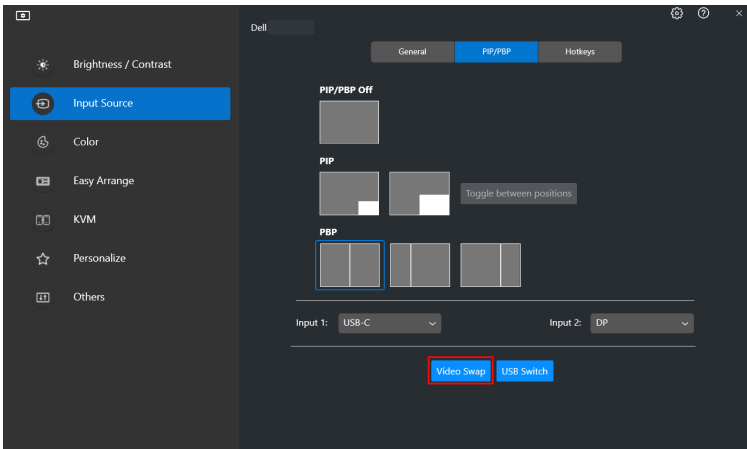 Dell
General PIP/PBP Hotkeys
Brightness / Contrast
Input Source
Color
Easy Arrange
KVM
Personalize
Others
PIP/PBP Off
PIP
Toggle between positions
PBP
Input 1: USB-C Input 2: DP
Video Swap USB Switch